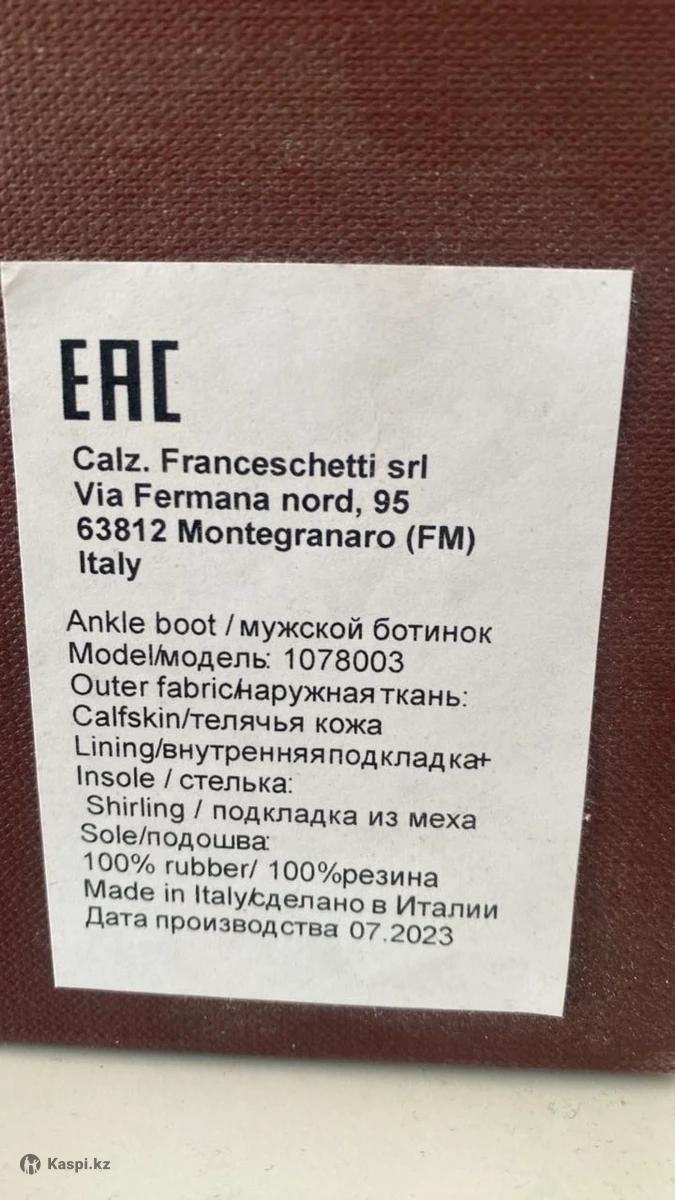 EAC
Calz. Franceschetti srl
Via Fermana nord, 95
63812 Montegranaro (FM)
Italy
Ankle boot / мужской ботинок
Model/модель: 1078003
Outer fabric/наружная ткань:
Calfskin/телячья кожа
Lining/внутренняя подкладка+
Insole / стелька:
Shirling / подкладка из меха
Sole/подошва:
100% rubber/ 100%резина
Made in Italy/сделано в Италии
Дата производства 07.2023
Kaspi.kz